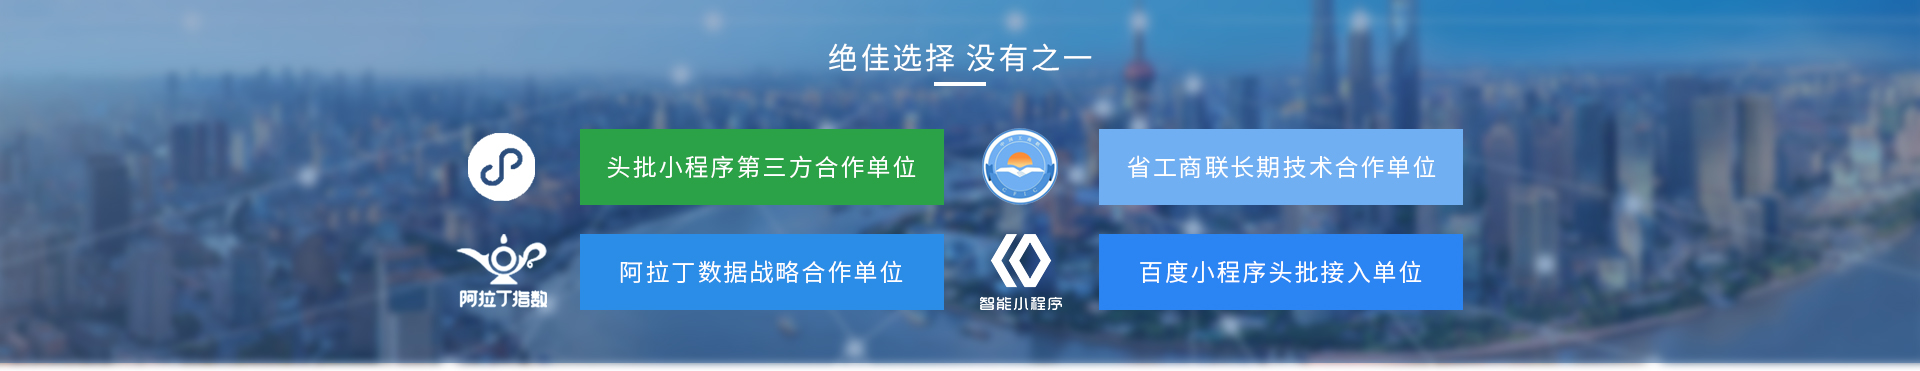 绝佳选择 没有之一
头批小程序第三方合作单位
省工商联长期技术合作单位
阿拉丁指数
阿拉丁数据战略合作单位
智能小程序
百度小程序头批接入单位